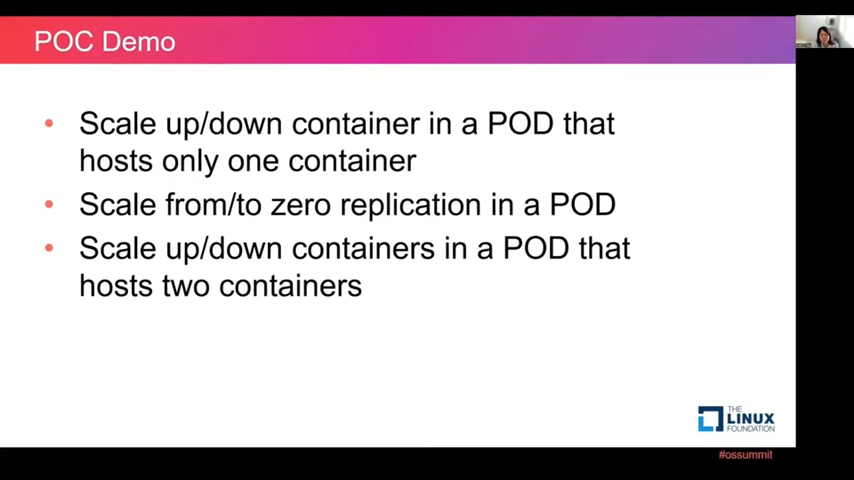 POC Demo
• Scale up/down container in a POD that
hosts only one container
• Scale from/to zero replication in a POD
• Scale up/down containers in a POD that
hosts two containers
THE
LINUX
FOUNDATION
#ossummit